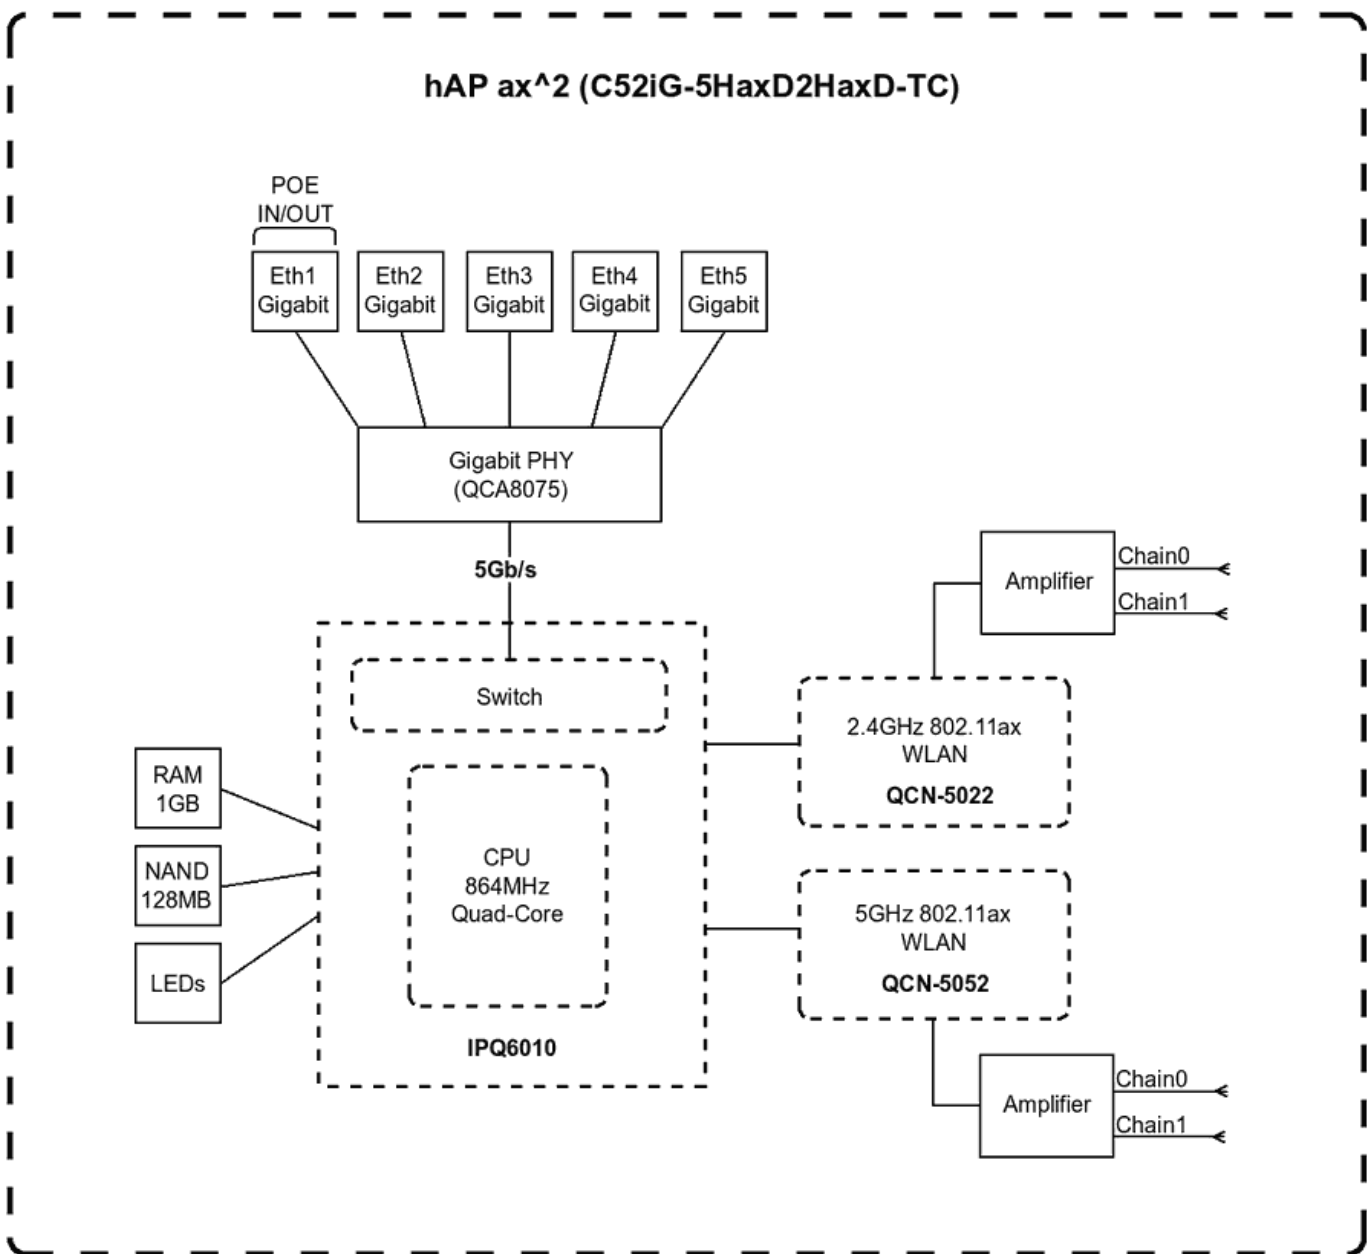 hAP ax^2 (C52iG-5HaxD2HaxD-TC)
POE
IN/OUT
Eth1
Gigabit
Eth2
Gigabit
Eth3
Gigabit
Eth4
Gigabit
Eth5
Gigabit
Gigabit PHY
(QCA8075)
5Gb/s
Switch
CPU
864MHz
Quad-Core
IPQ6010
RAM
1GB
NAND
128MB
LEDs
Amplifier
Chain0
Chain1
2.4GHz 802.11ax
WLAN
QCN-5022
5GHz 802.11ax
WLAN
QCN-5052
Amplifier
Chain0
Chain1